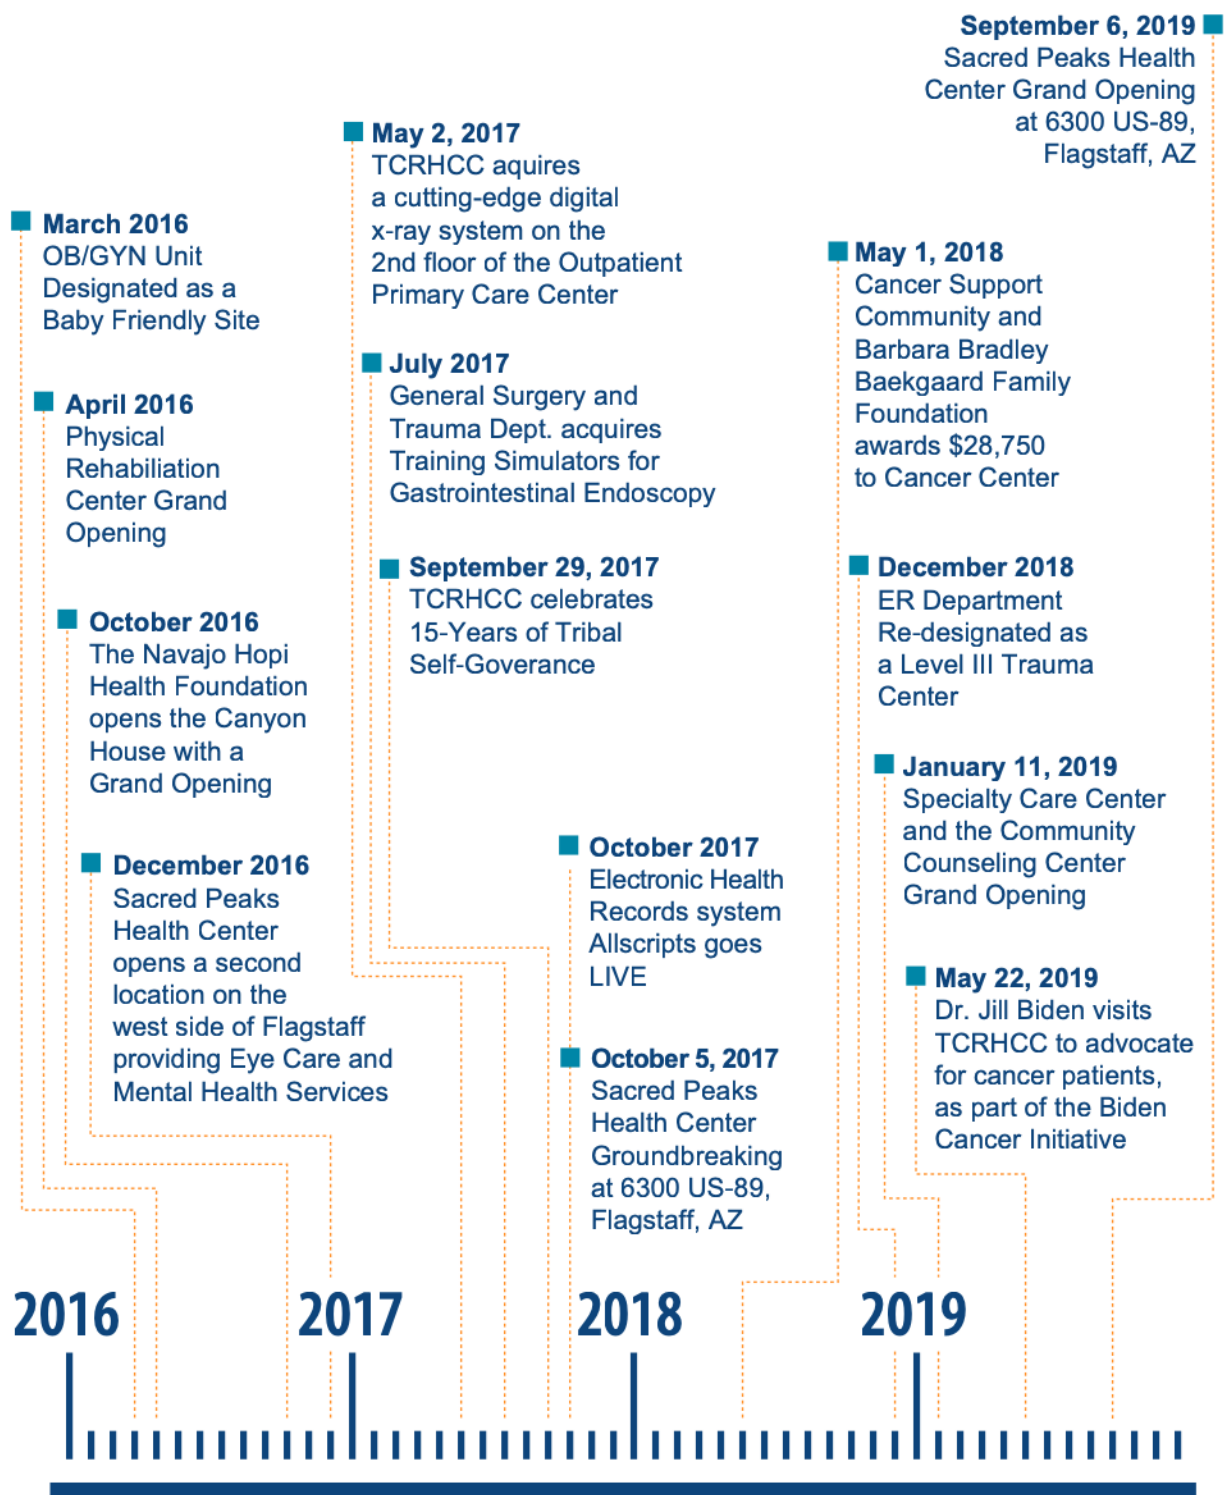 September 6, 2019
Sacred Peaks Health
Center Grand Opening
at 6300 US-89,
Flagstaff, AZ
May 2, 2017
TCRHCC aquires
a cutting-edge digital
x-ray system on the
2nd floor of the Outpatient
Primary Care Center
March 2016
OB/GYN Unit
Designated as a
Baby Friendly Site
May 1, 2018
Cancer Support
Community and
Barbara Bradley
Baekgaard Family
Foundation
awards $28,750
to Cancer Center
July 2017
General Surgery and
Trauma Dept. acquires
Training Simulators for
Gastrointestinal Endoscopy
April 2016
Physical
Rehabiliation
Center Grand
Opening
September 29, 2017
TCRHCC celebrates
15-Years of Tribal
Self-Goverance
December 2018
ER Department
Re-designated as
a Level III Trauma
Center
October 2016
The Navajo Hopi
Health Foundation
opens the Canyon
House with a
Grand Opening
January 11, 2019
Specialty Care Center
and the Community
Counseling Center
Grand Opening
October 2017
Electronic Health
Records system
Allscripts goes
LIVE
December 2016
Sacred Peaks
Health Center
opens a second
location on the
west side of Flagstaff
providing Eye Care and
Mental Health Services
May 22, 2019
Dr. Jill Biden visits
TCRHCC to advocate
for cancer patients,
as part of the Biden
Cancer Initiative
October 5, 2017
Sacred Peaks
Health Center
Groundbreaking
at 6300 US-89,
Flagstaff, AZ
2016 2017 2018 2019